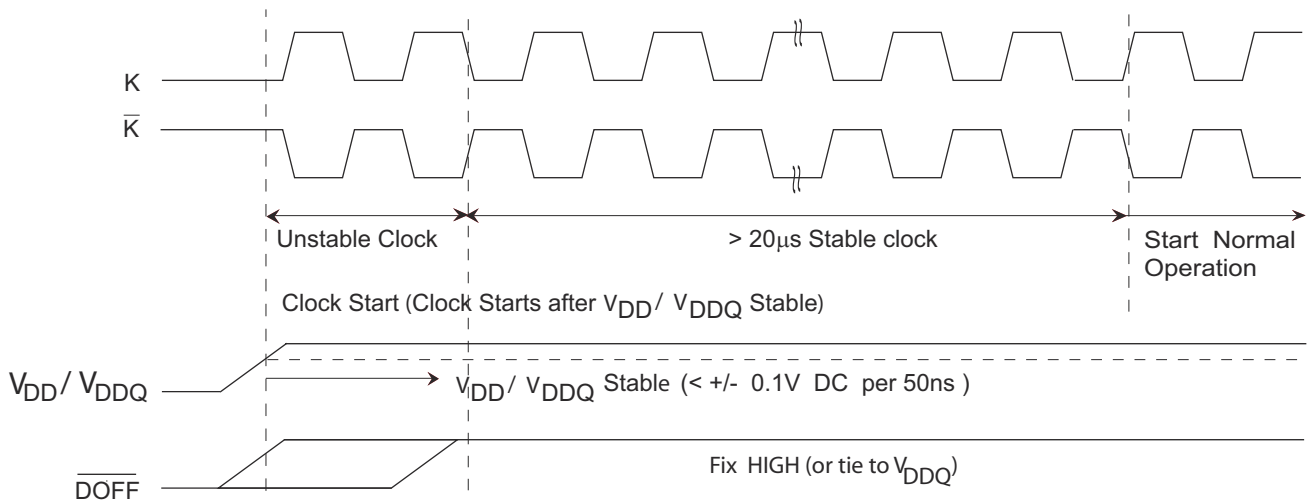 K
K̅
Unstable Clock
> 20μs Stable clock
Start Normal
Operation
Clock Start (Clock Starts after VDD/ VDDQ Stable)
VDD/ VDDQ
VDD/ VDDQ Stable (< +/- 0.1V DC per 50ns )
Fix HIGH (or tie to VDDQ)
D̅O̅F̅F̅